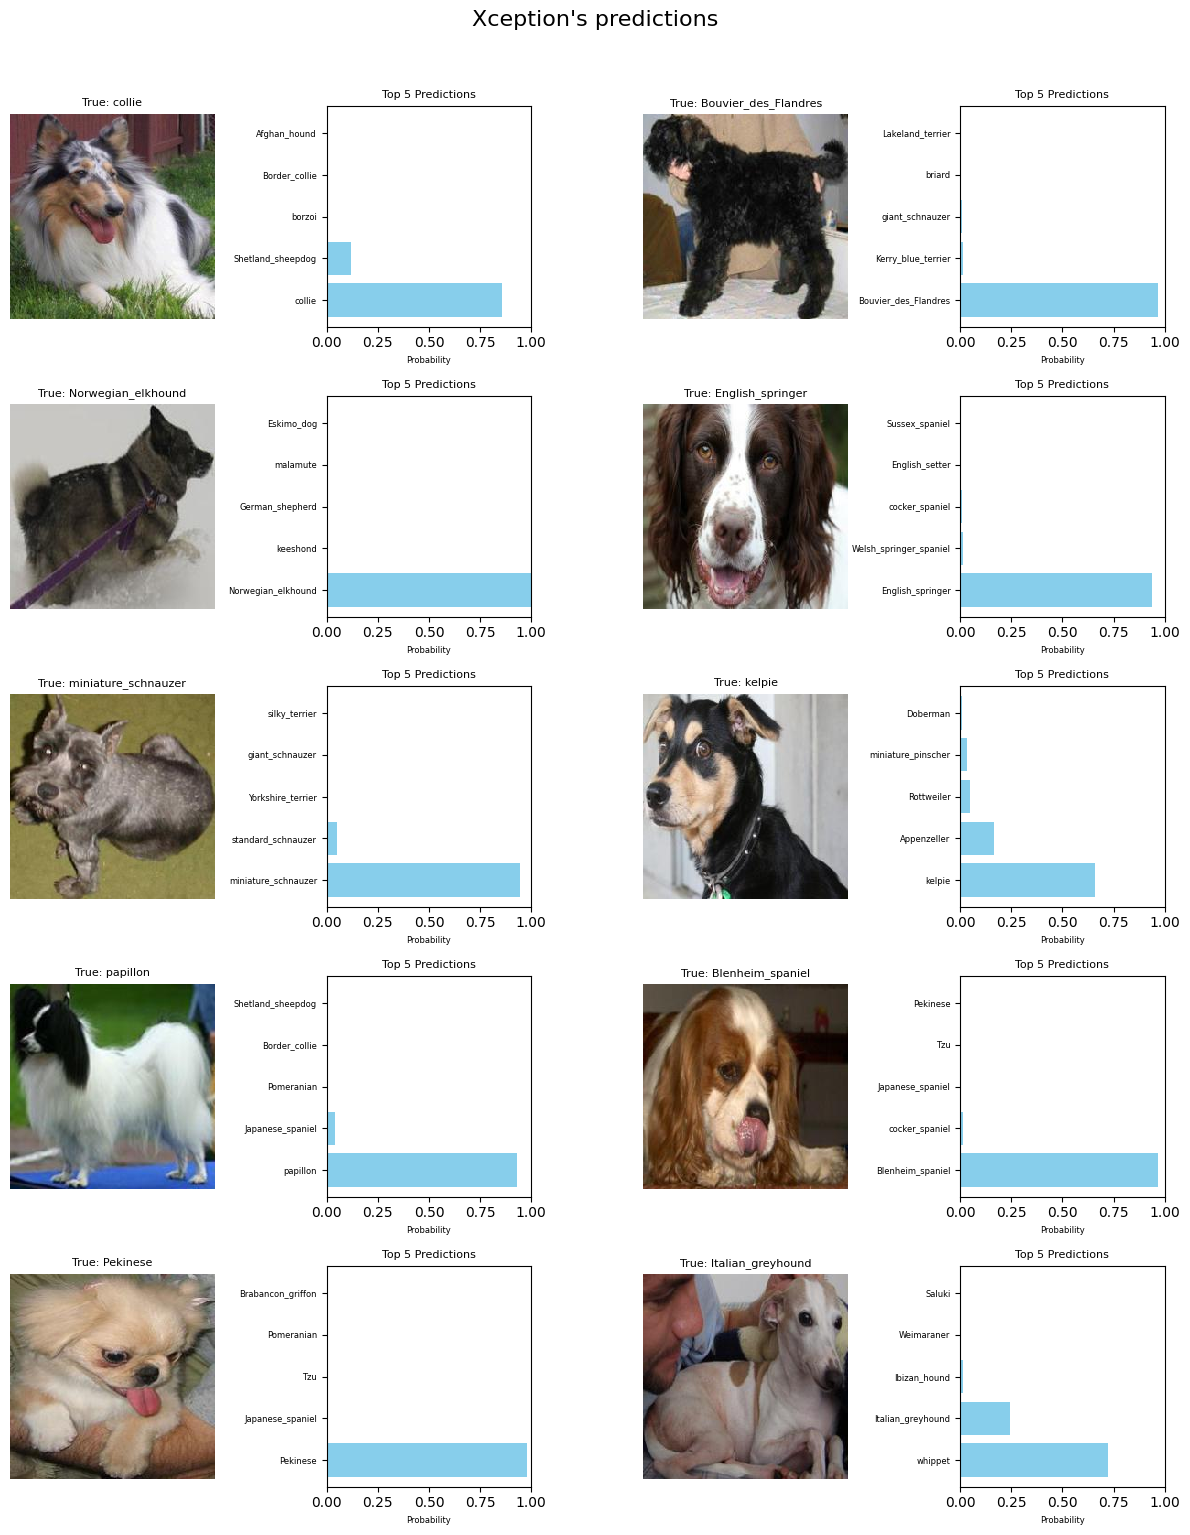 Xception's predictions
True: collie
Top 5 Predictions
Afghan_hound
Border_collie
borzoi
Shetland_sheepdog
collie
0.00 0.25 0.50 0.75 1.00
Probability
True: Bouvier_des_Flandres
Top 5 Predictions
Lakeland_terrier
briard
giant_schnauzer
Kerry_blue_terrier
Bouvier_des_Flandres
0.00 0.25 0.50 0.75 1.00
Probability
True: Norwegian_elkhound
Top 5 Predictions
Eskimo_dog
malamute
German_shepherd
keeshond
Norwegian_elkhound
0.00 0.25 0.50 0.75 1.00
Probability
True: English_springer
Top 5 Predictions
Sussex_spaniel
English_setter
cocker_spaniel
Welsh_springer_spaniel
English_springer
0.00 0.25 0.50 0.75 1.00
Probability
True: miniature_schnauzer
Top 5 Predictions
silky_terrier
giant_schnauzer
Yorkshire_terrier
standard_schnauzer
miniature_schnauzer
0.00 0.25 0.50 0.75 1.00
Probability
True: kelpie
Top 5 Predictions
Doberman
miniature_pinscher
Rottweiler
Appenzeller
kelpie
0.00 0.25 0.50 0.75 1.00
Probability
True: papillon
Top 5 Predictions
Shetland_sheepdog
Border_collie
Pomeranian
Japanese_spaniel
papillon
0.00 0.25 0.50 0.75 1.00
Probability
True: Blenheim_spaniel
Top 5 Predictions
Pekinese
Tzu
Japanese_spaniel
cocker_spaniel
Blenheim_spaniel
0.00 0.25 0.50 0.75 1.00
Probability
True: Pekinese
Top 5 Predictions
Brabancon_griffon
Pomeranian
Tzu
Japanese_spaniel
Pekinese
0.00 0.25 0.50 0.75 1.00
Probability
True: Italian_greyhound
Top 5 Predictions
Saluki
Weimaraner
Ibizan_hound
Italian_greyhound
whippet
0.00 0.25 0.50 0.75 1.00
Probability